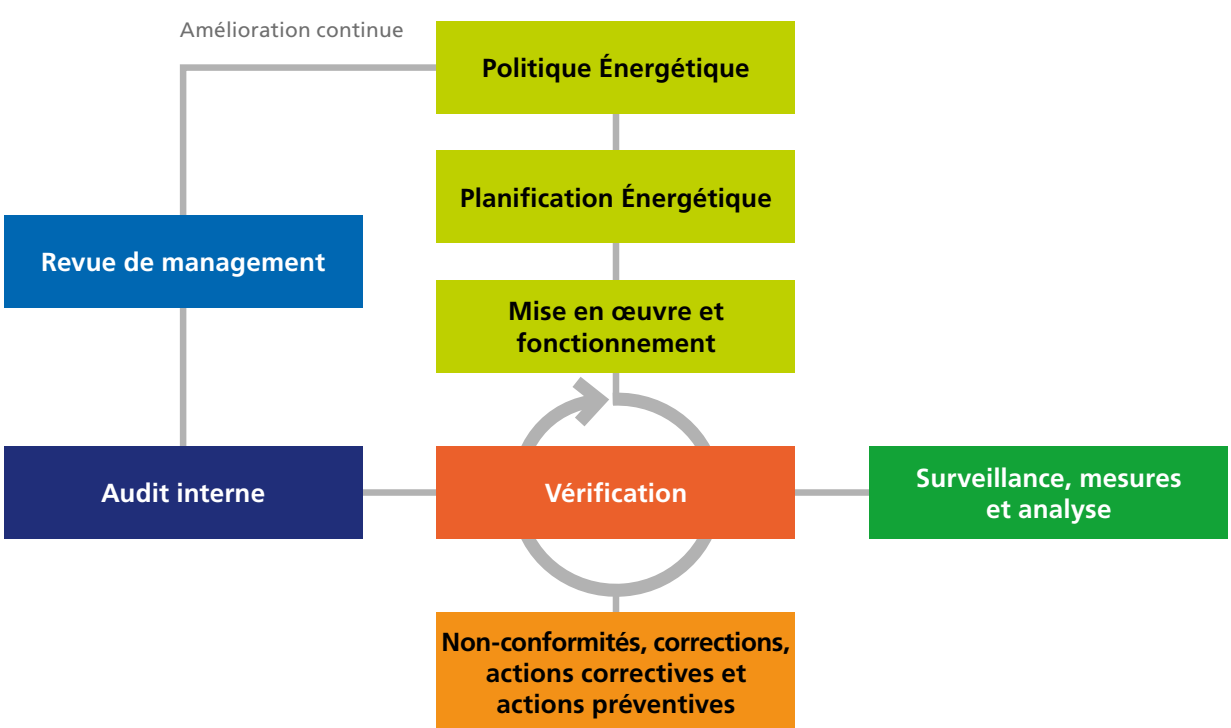 Amélioration continue
Politique Énergétique
Planification Énergétique
Revue de management
Mise en œuvre et
fonctionnement
Audit interne
Vérification
Surveillance, mesures
et analyse
Non-conformités, corrections,
actions correctives et
actions préventives